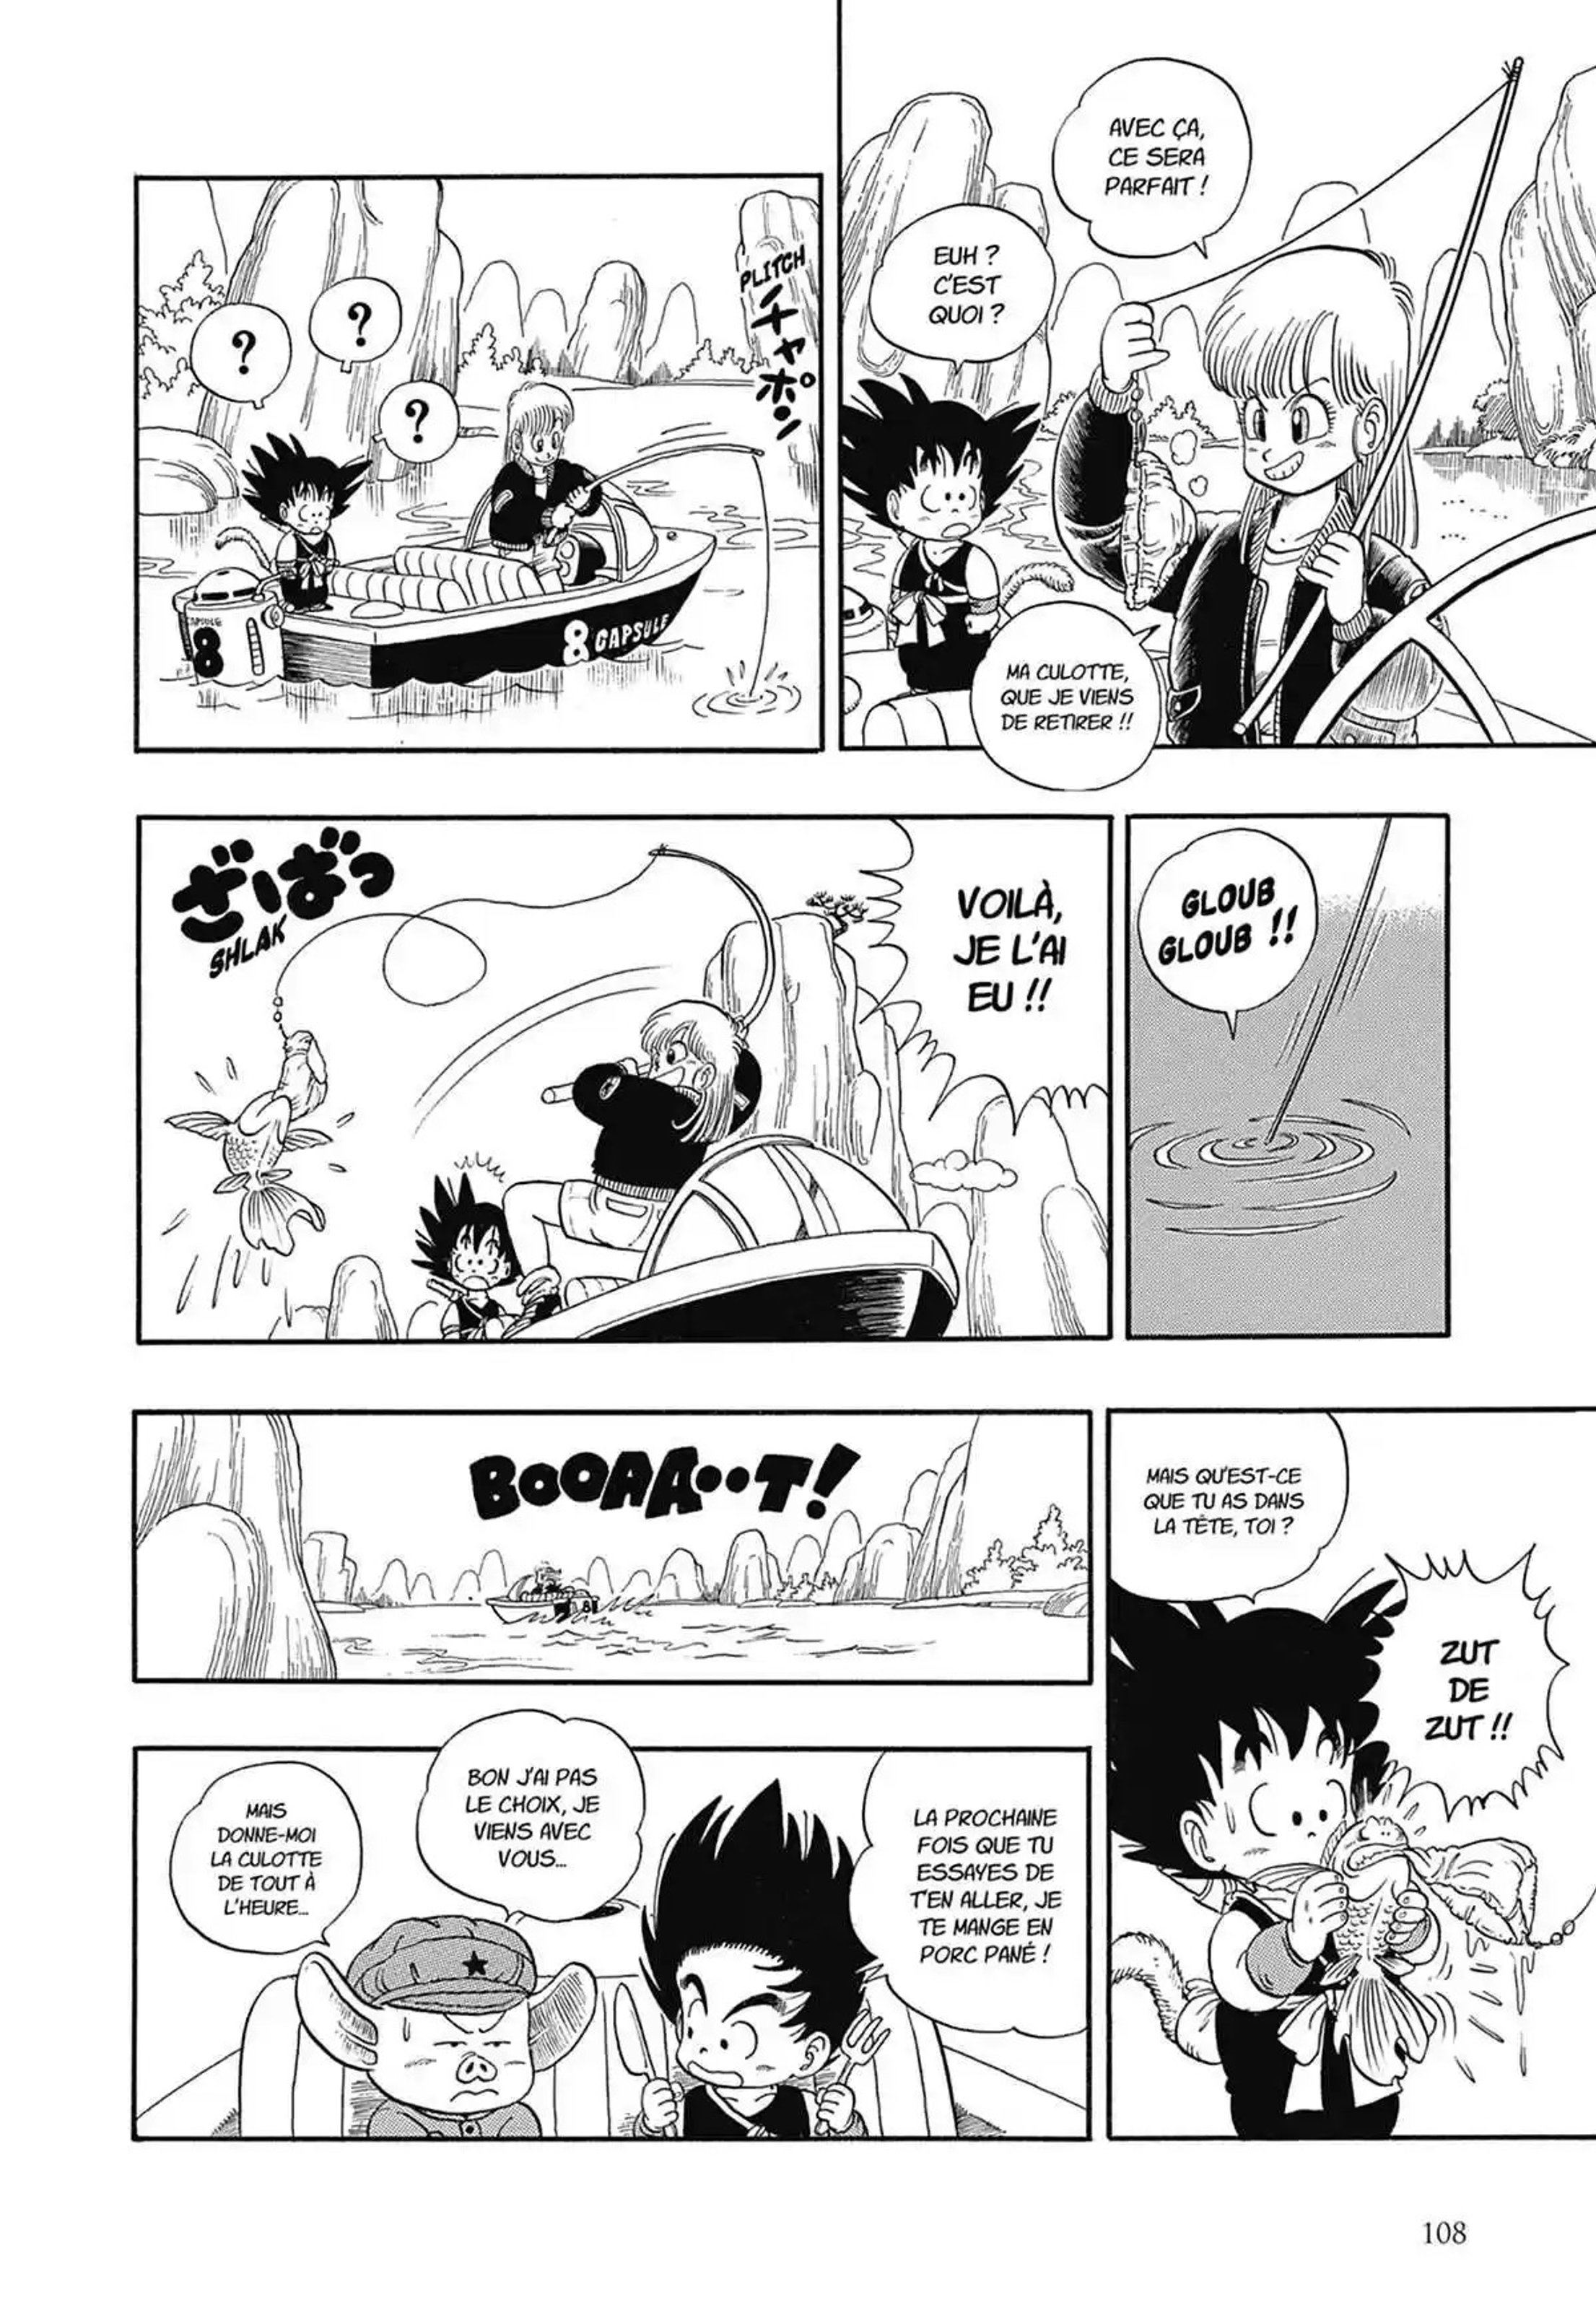 AVEC ÇA,
CE SERA
PARFAIT !
EUH ?
C'EST
QUOI ?
MA CULOTTE,
QUE JE VIENS
DE RETIRER !!
PLITCH
チャポン
?
?
?
CAPSULE
8
8 CAPSULE
GLOUB
GLOUB !!
VOILÀ,
JE L'AI
EU !!
ざばっ
SHLAK
MAIS QU'EST-CE
QUE TU AS DANS
LA TÊTE, TOI ?
ZUT
DE
ZUT !!
BOOAA··T!
8
LA PROCHAINE
FOIS QUE TU
ESSAYES DE
T'EN ALLER, JE
TE MANGE EN
PORC PANÉ !
BON J'AI PAS
LE CHOIX, JE
VIENS AVEC
VOUS...
MAIS
DONNE-MOI
LA CULOTTE
DE TOUT À
L'HEURE...
108